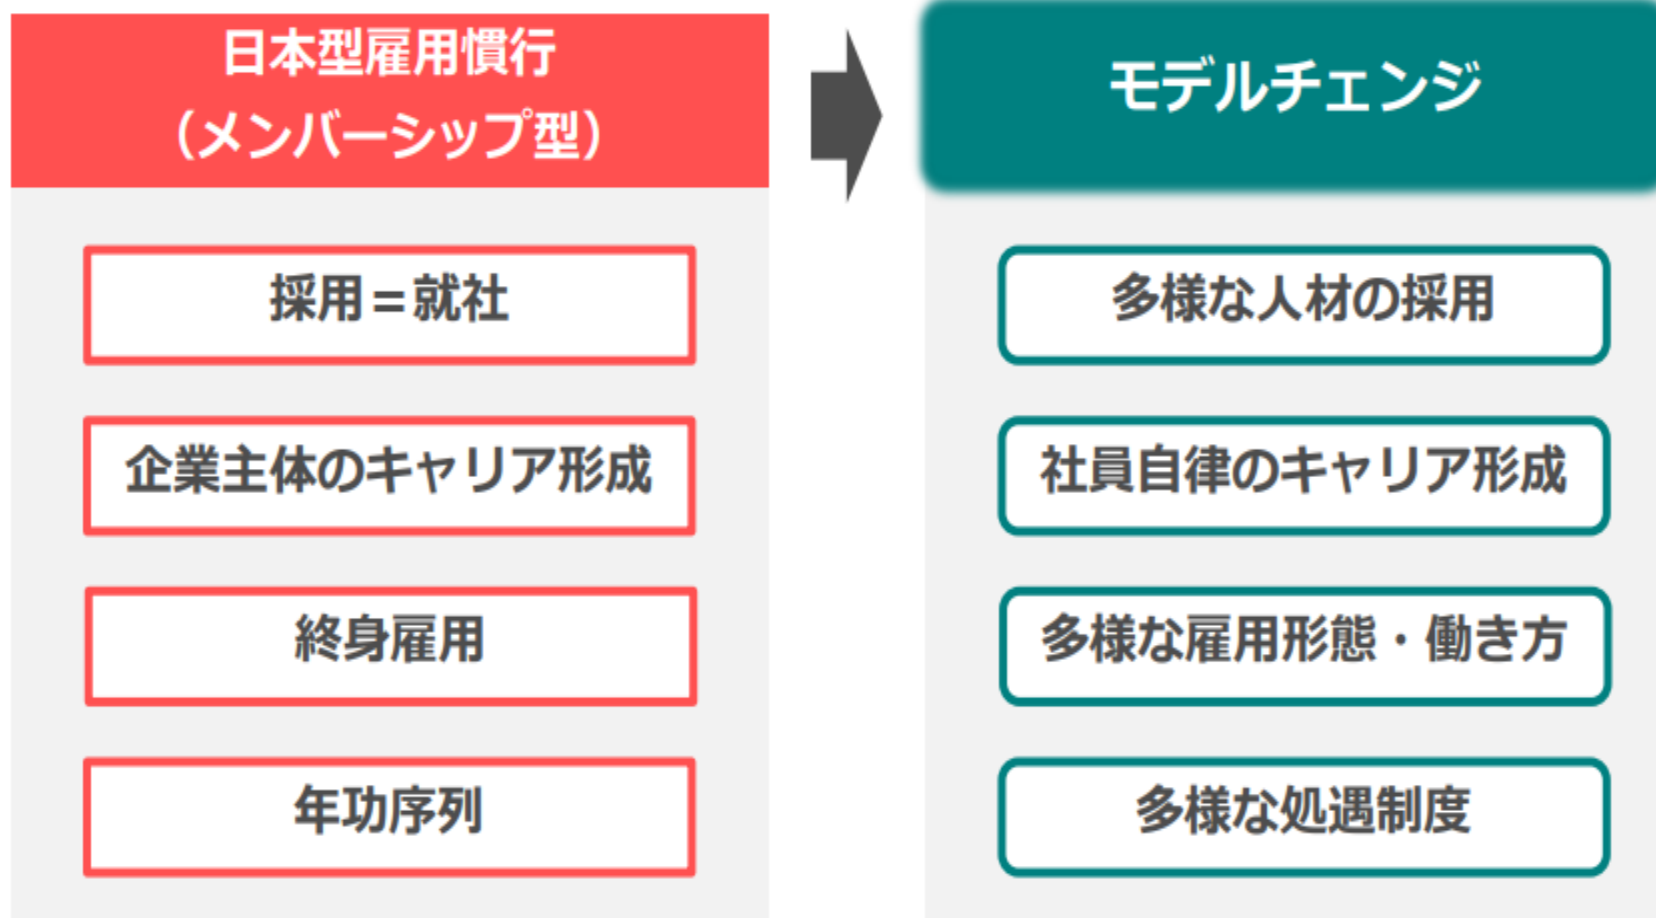 日本型雇用慣行
（メンバーシップ型）
採用＝就社
企業主体のキャリア形成
終身雇用
年功序列
モデルチェンジ
多様な人材の採用
社員自律のキャリア形成
多様な雇用形態・働き方
多様な処遇制度